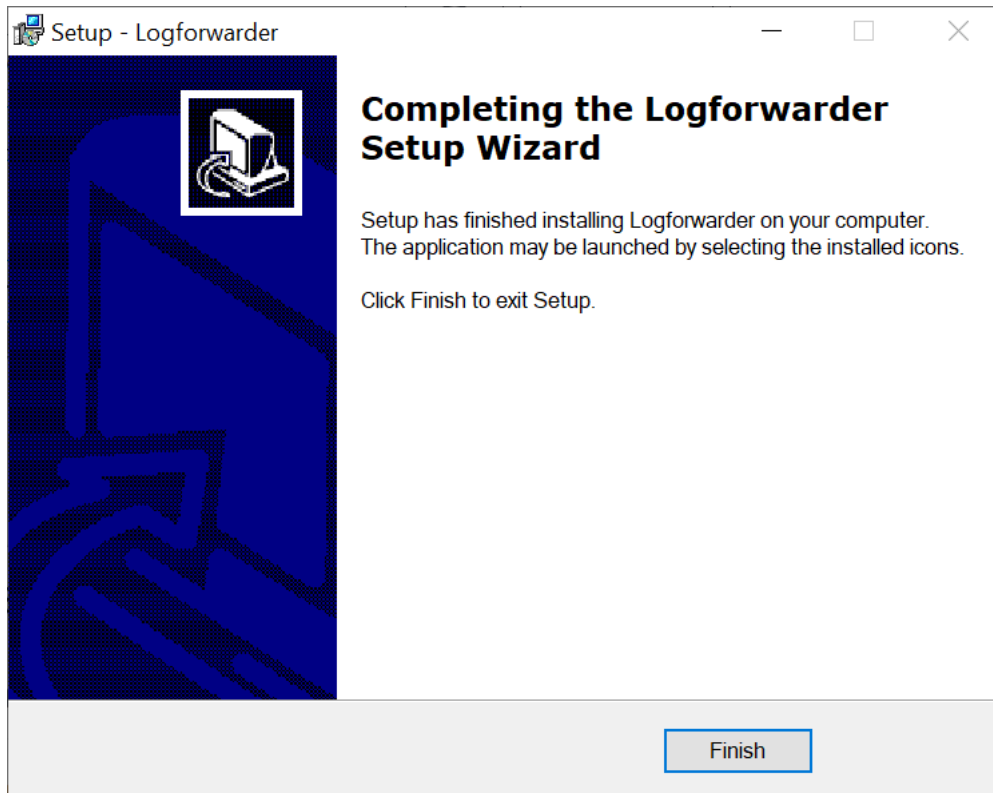 Setup - Logforwarder
Completing the Logforwarder
Setup Wizard
Setup has finished installing Logforwarder on your computer.
The application may be launched by selecting the installed icons.
Click Finish to exit Setup.
Finish